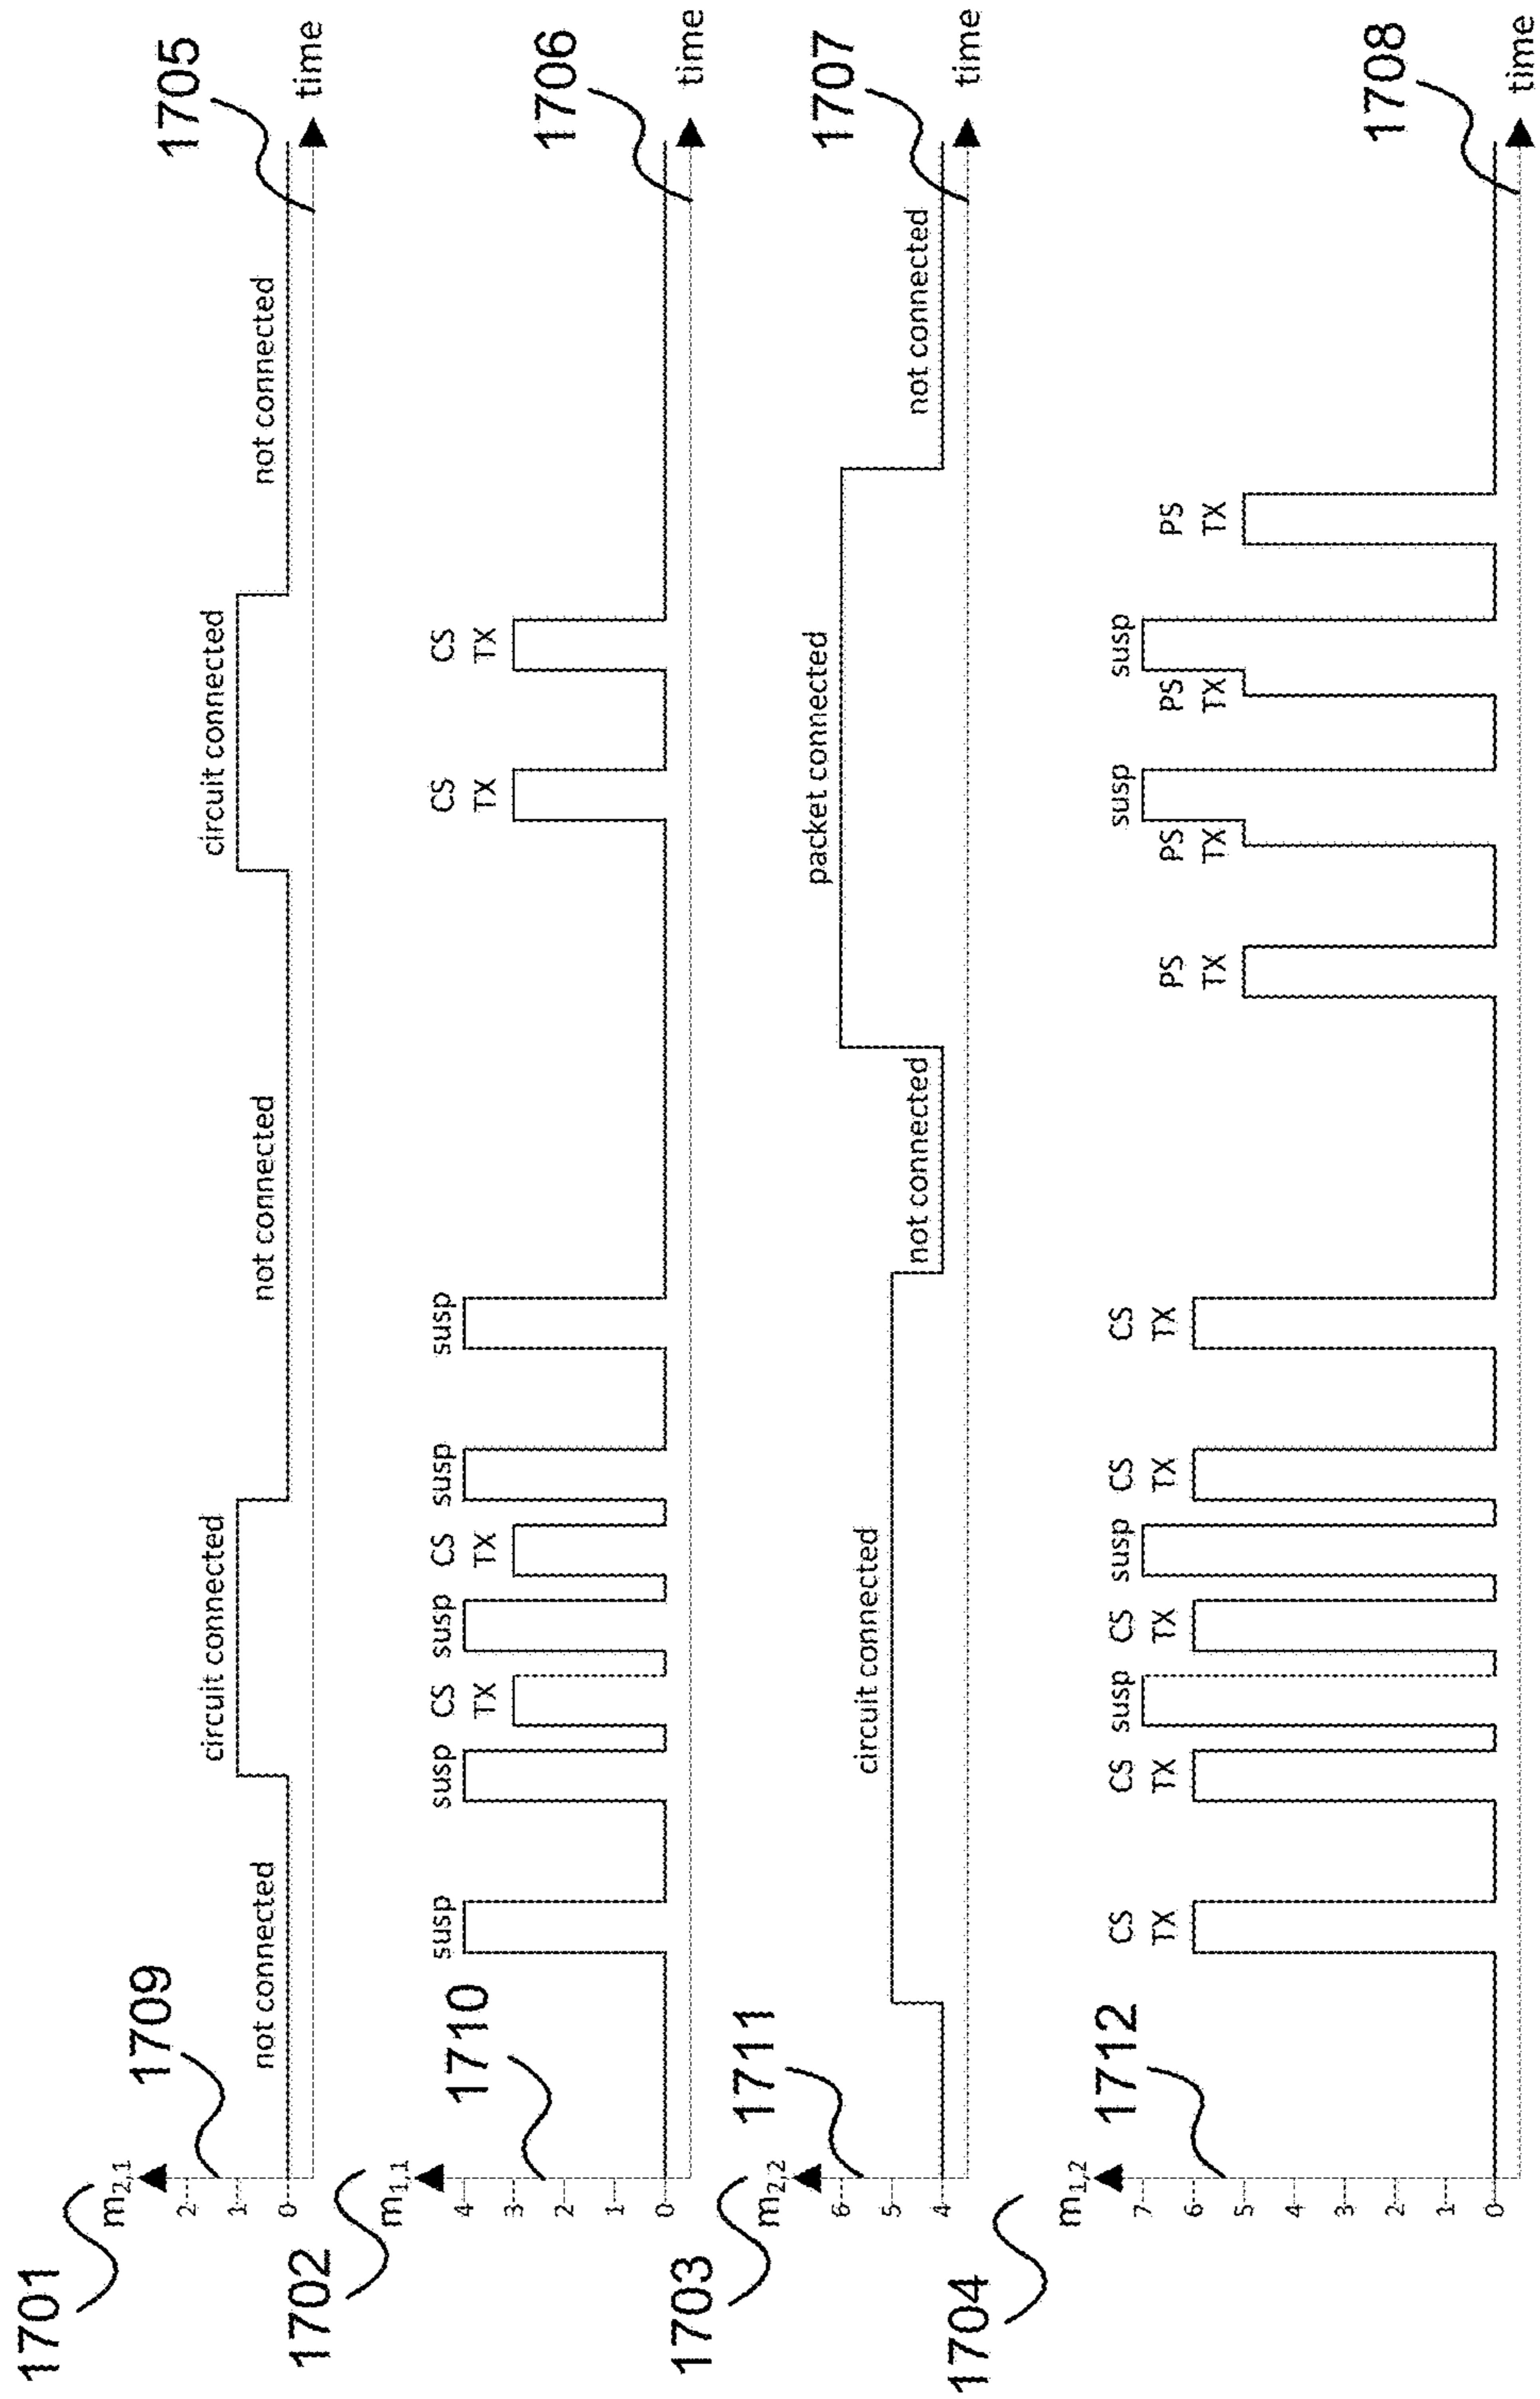 1701
1709
1705
m2,1
2
1
0
not connected
circuit connected
not connected
circuit connected
not connected
time
1702
1710
1706
m1,1
4
3
2
1
0
susp
susp
CS
TX
susp
CS
TX
susp
susp
CS
TX
CS
TX
time
1703
1711
1707
m2,2
6
5
4
circuit connected
not connected
packet connected
not connected
time
1704
1712
1708
m1,2
7
6
5
4
3
2
1
0
CS
TX
CS
TX
susp
CS
TX
susp
CS
TX
CS
TX
PS
TX
PS
TX
susp
PS
TX
susp
PS
TX
time